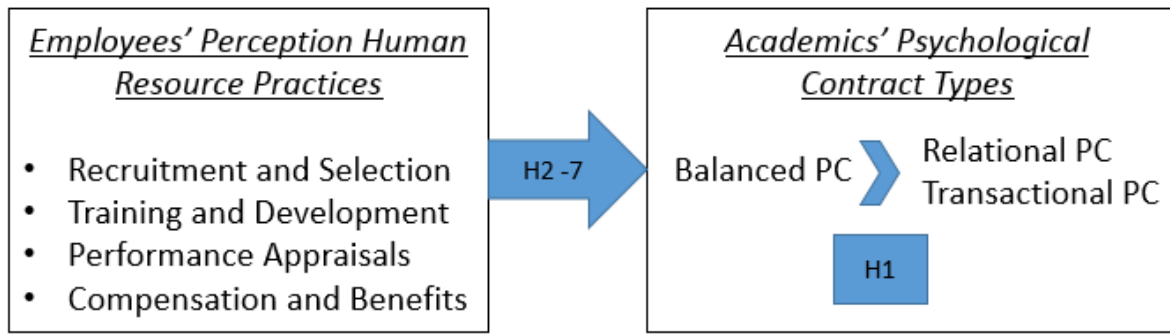 Employees' Perception Human
Resource Practices
• Recruitment and Selection
• Training and Development
• Performance Appraisals
• Compensation and Benefits
H2 -7
Academics' Psychological
Contract Types
Balanced PC
Relational PC
Transactional PC
H1